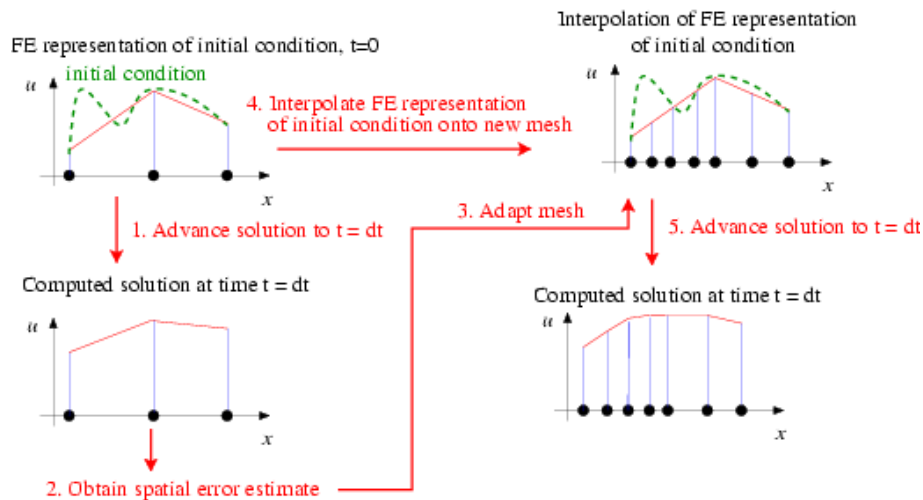 FE representation of initial condition, t=0
initial condition
u
x
Interpolation of FE representation
of initial condition
u
x
4. Interpolate FE representation
of initial condition onto new mesh
1. Advance solution to t = dt
3. Adapt mesh
5. Advance solution to t = dt
Computed solution at time t = dt
u
x
Computed solution at time t = dt
u
x
2. Obtain spatial error estimate